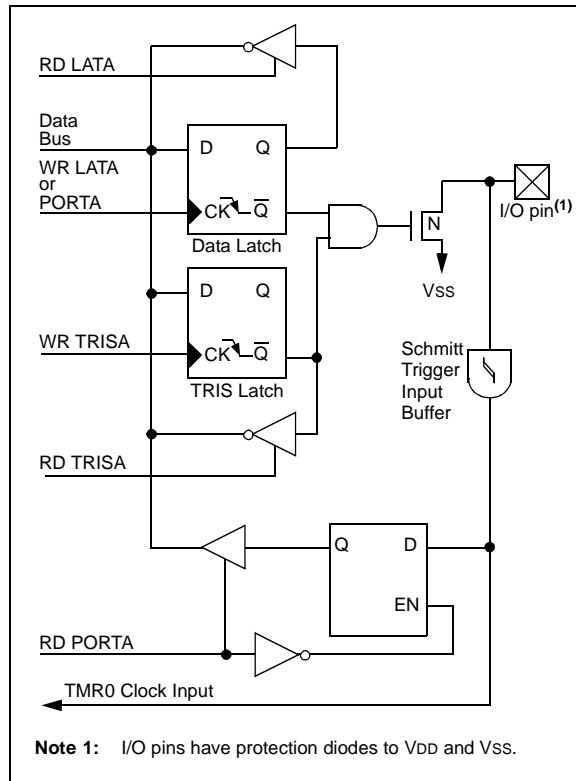 RD LATA
Data
Bus
WR LATA
or
PORTA
D Q
CK Q̅
Data Latch
N
I/O pin(1)
VSS
D Q
WR TRISA
CK Q̅
TRIS Latch
Schmitt
Trigger
Input
Buffer
RD TRISA
Q D
EN
RD PORTA
TMR0 Clock Input
Note 1: I/O pins have protection diodes to VDD and VSS.